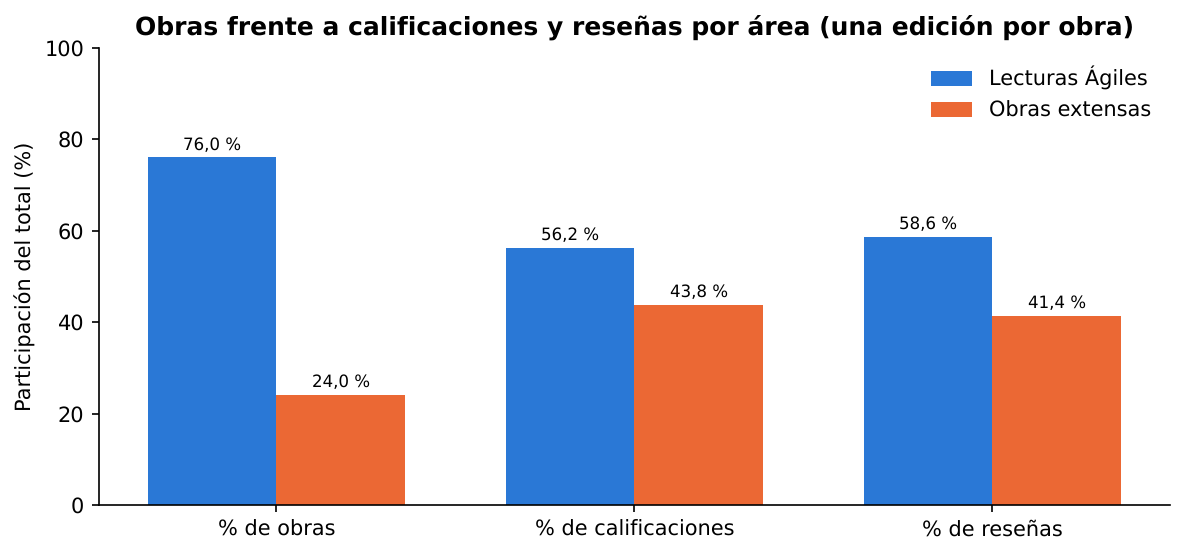 Obras frente a calificaciones y reseñas por área (una edición por obra)
Participación del total (%)
100
80
60
40
20
0
Lecturas Ágiles
Obras extensas
76,0 %
24,0 %
56,2 %
43,8 %
58,6 %
41,4 %
% de obras
% de calificaciones
% de reseñas